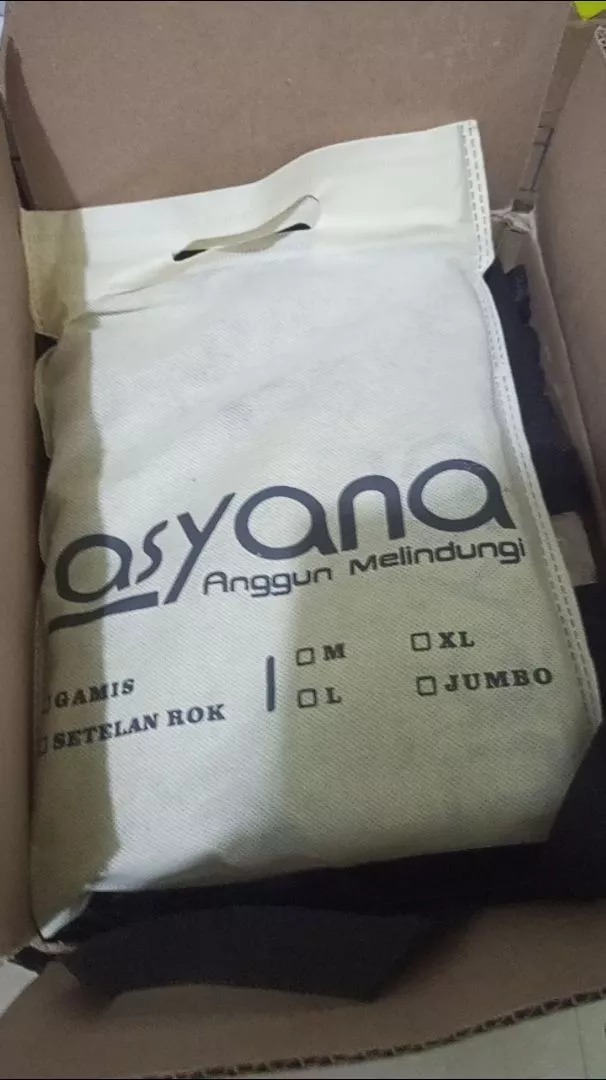 asyana
Anggun Melindungi
GAMIS
SETELAN ROK
M
L
XL
JUMBO